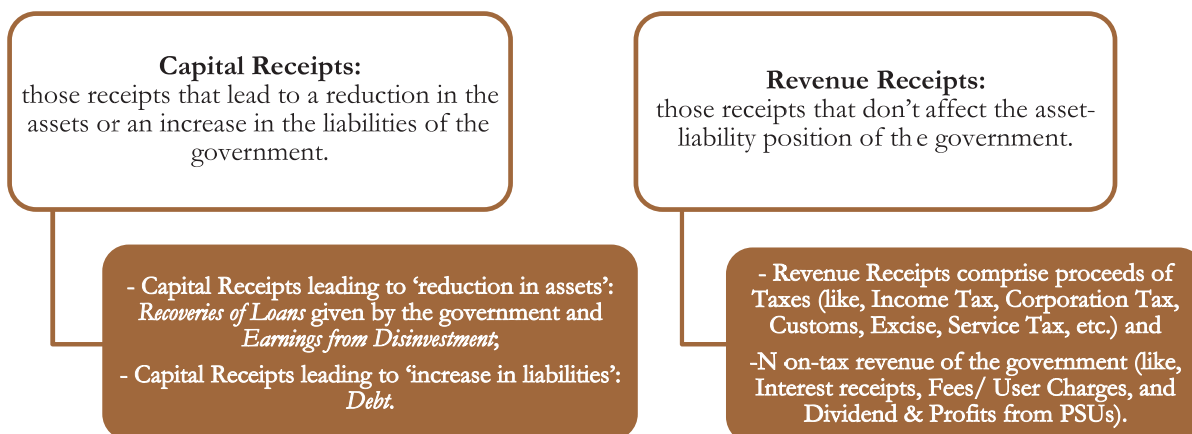 Capital Receipts:
those receipts that lead to a reduction in the
assets or an increase in the liabilities of the
government.
- Capital Receipts leading to ‘reduction in assets’:
Recoveries of Loans given by the government and
Earnings from Disinvestment;
- Capital Receipts leading to ‘increase in liabilities’:
Debt.
Revenue Receipts:
those receipts that don’t affect the asset-
liability position of th e government.
- Revenue Receipts comprise proceeds of
Taxes (like, Income Tax, Corporation Tax,
Customs, Excise, Service Tax, etc.) and
-N on-tax revenue of the government (like,
Interest receipts, Fees/ User Charges, and
Dividend & Profits from PSUs).